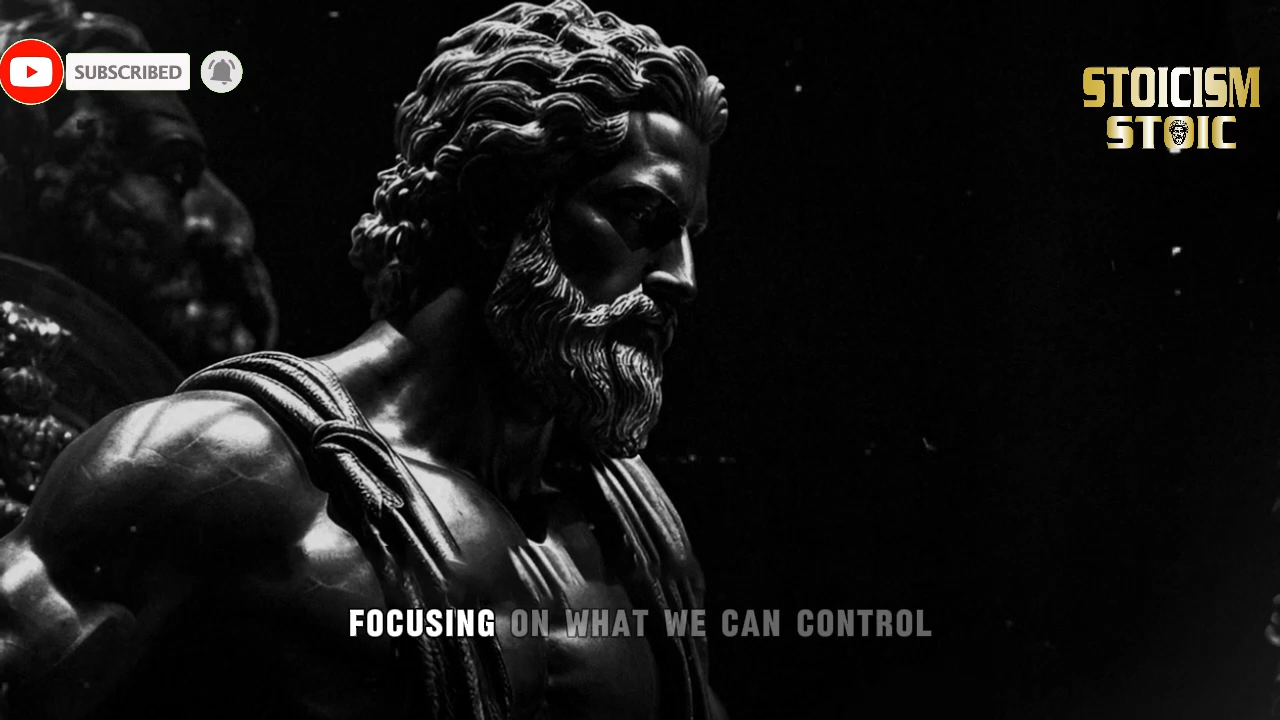 SUBSCRIBED
STOICISM
STOIC
FOCUSING ON WHAT WE CAN CONTROL